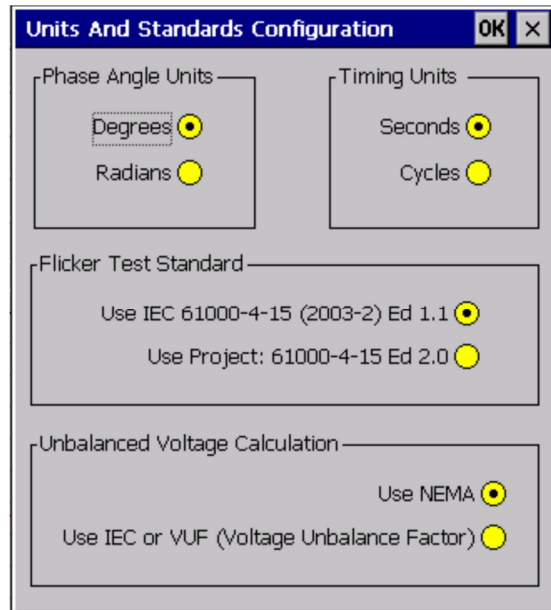 Units And Standards Configuration OK ×
Phase Angle Units
Degrees
Radians
Timing Units
Seconds
Cycles
Flicker Test Standard
Use IEC 61000-4-15 (2003-2) Ed 1.1
Use Project: 61000-4-15 Ed 2.0
Unbalanced Voltage Calculation
Use NEMA
Use IEC or VUF (Voltage Unbalance Factor)